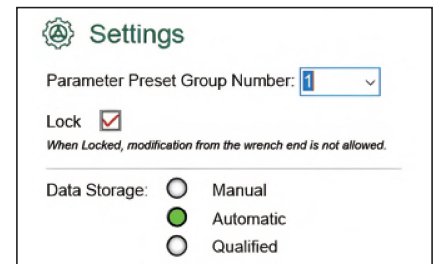 Settings
Parameter Preset Group Number: 1
Lock
When Locked, modification from the wrench end is not allowed.
Data Storage: Manual
Automatic
Qualified